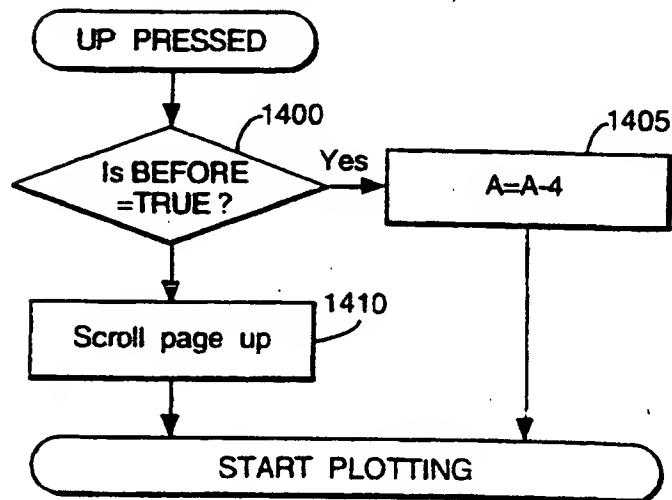 UP PRESSED
1400
Is BEFORE
=TRUE ?
Yes
1405
A=A-4
1410
Scroll page up
START PLOTTING